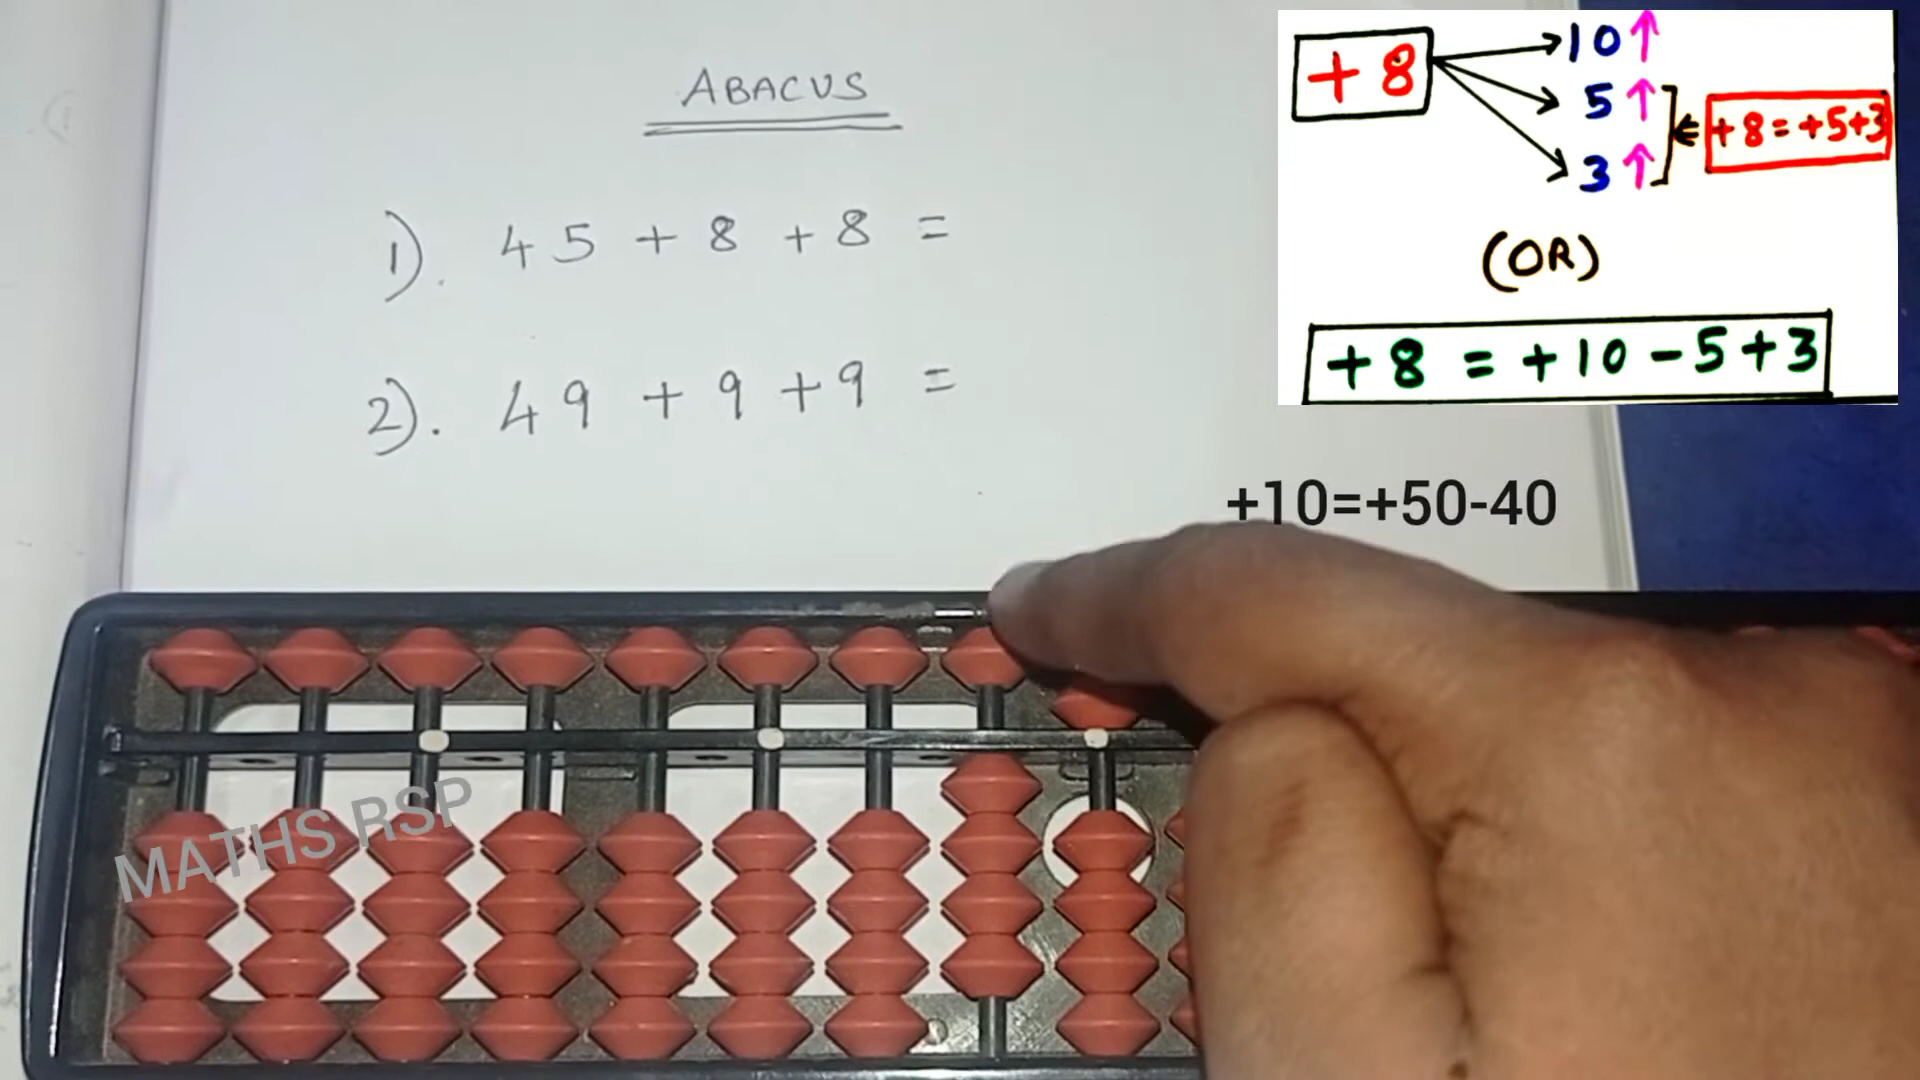 ABACUS
1). 45 + 8 + 8 =
2). 49 + 9 + 9 =
+ 8
10 ↑
5 ↑
3 ↑
+ 8 = +5+3
(OR)
+ 8 = +10 - 5 + 3
+10=+50-40
MATHS RSP